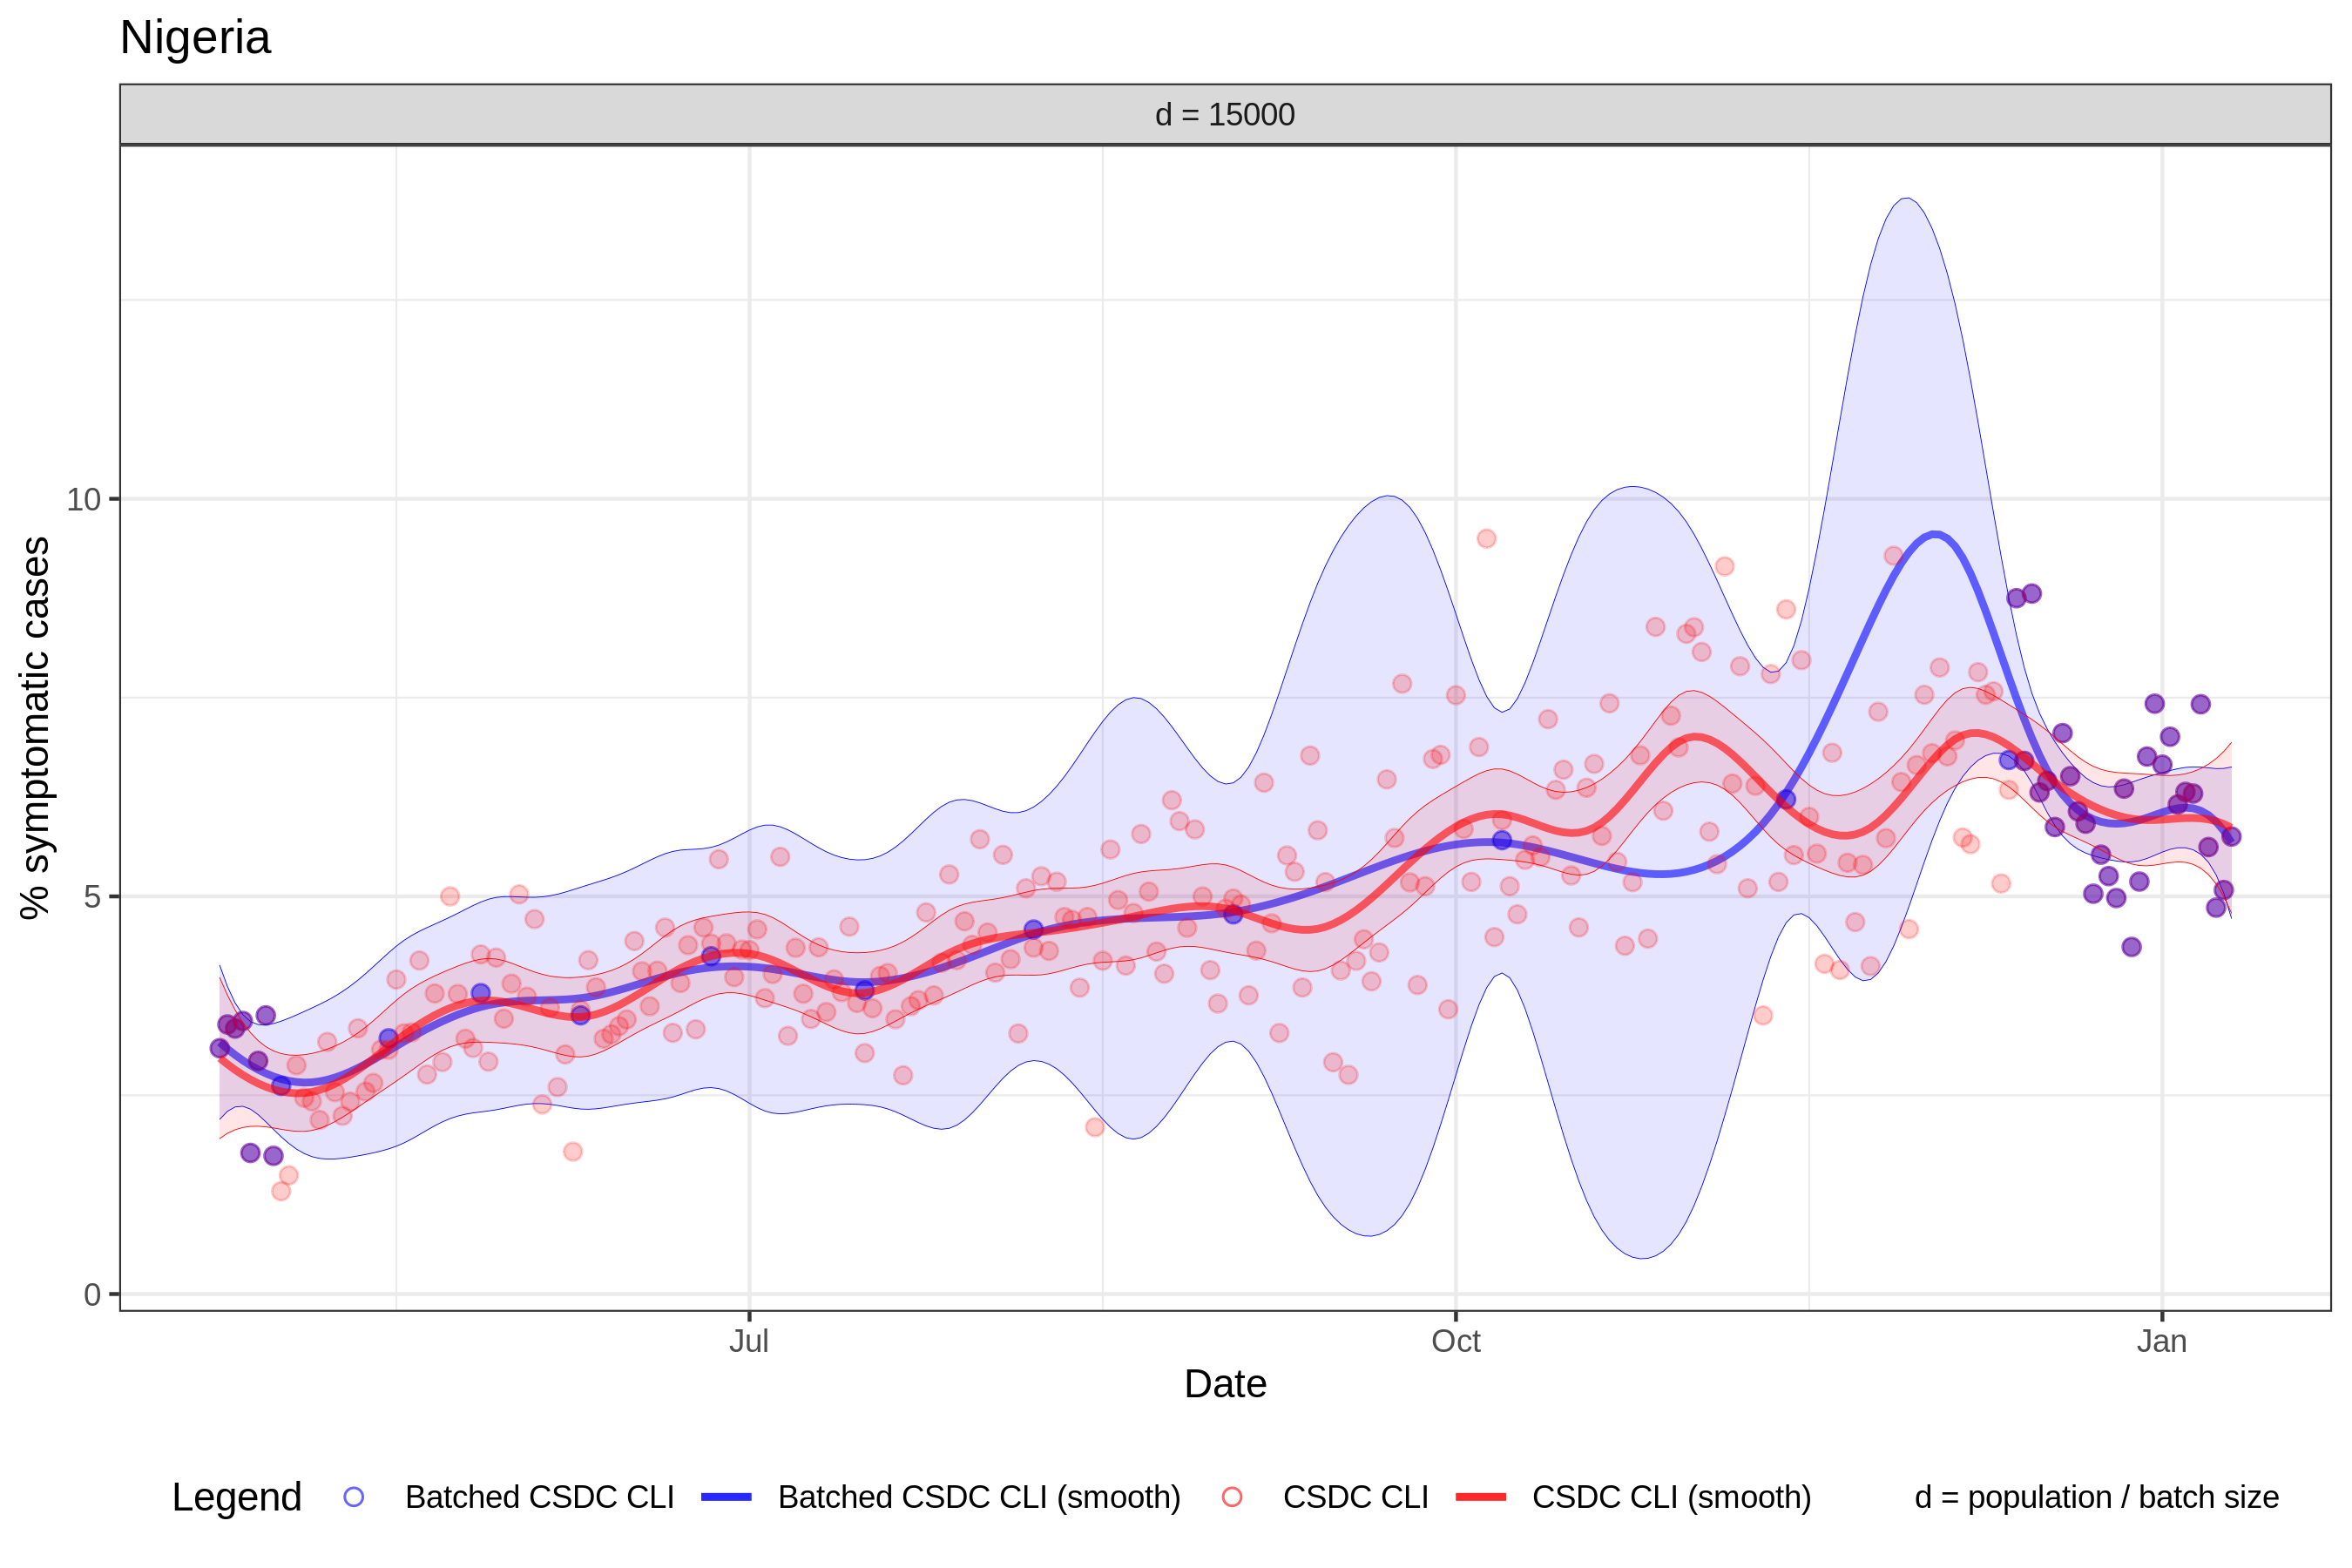 Nigeria
d = 15000
10
5
0
% symptomatic cases
Jul
Oct
Jan
Date
Legend Batched CSDC CLI Batched CSDC CLI (smooth) CSDC CLI CSDC CLI (smooth) d = population / batch size